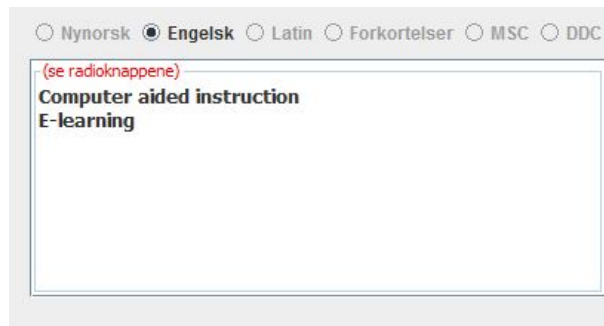 Nynorsk Engelsk Latin Forkortelser MSC DDC
(se radioknappene)
Computer aided instruction
E-learning